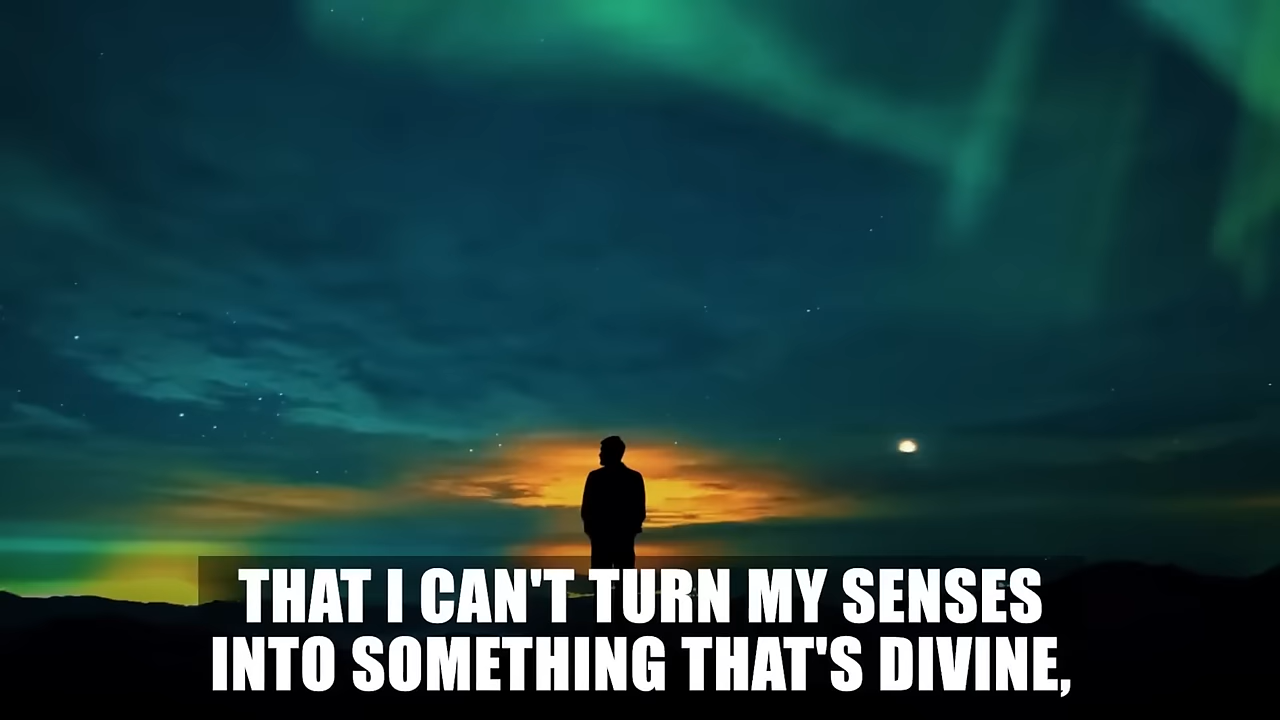 THAT I CAN'T TURN MY SENSES
INTO SOMETHING THAT'S DIVINE,